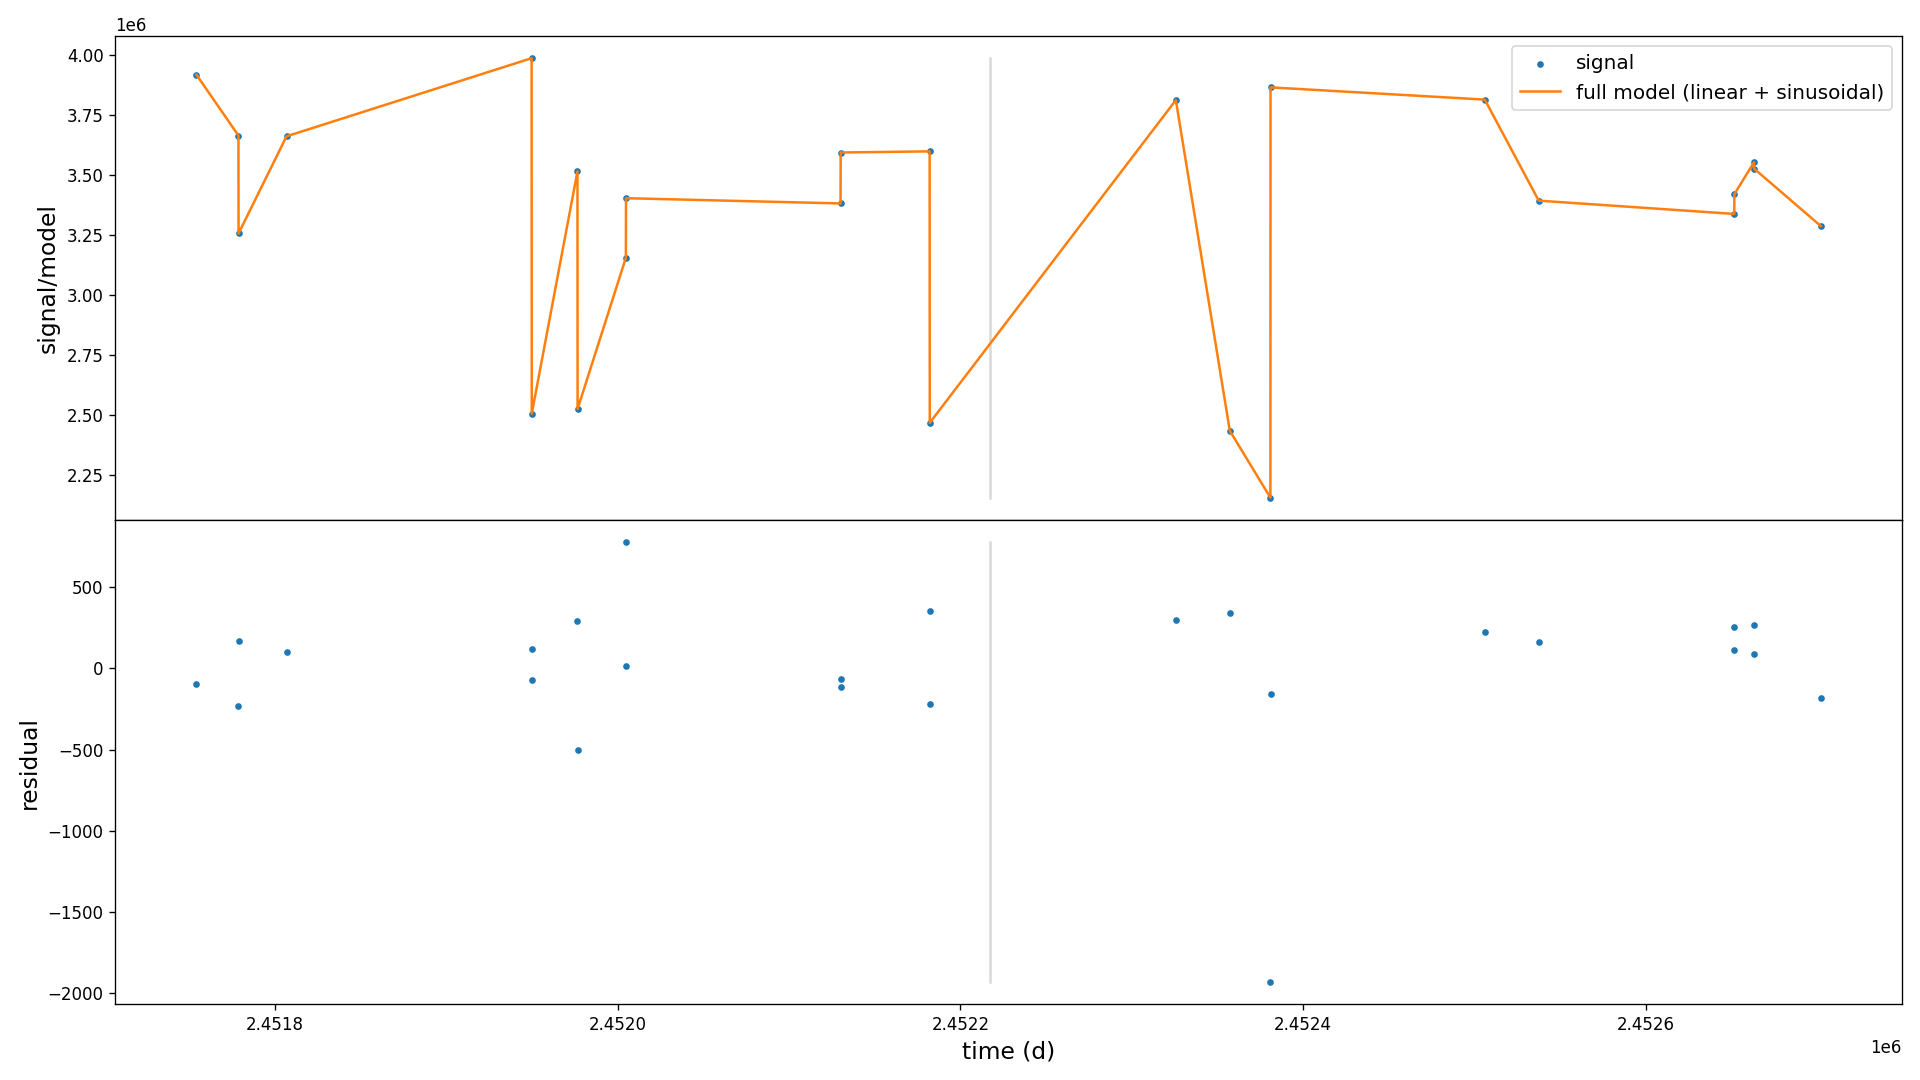 1e6
4.00
3.75
3.50
3.25
3.00
2.75
2.50
2.25
signal/model
signal
full model (linear + sinusoidal)
500
0
−500
−1000
−1500
−2000
residual
2.4518
2.4520
2.4522
2.4524
2.4526
time (d)
1e6